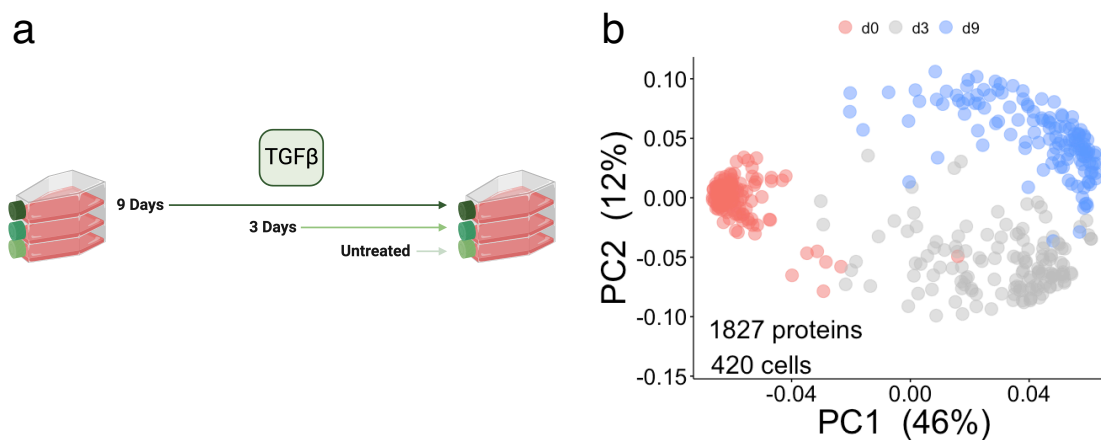 a
TGFβ
9 Days
3 Days
Untreated
b
d0 d3 d9
0.10
0.05
0.00
-0.05
-0.10
-0.15
PC2 (12%)
1827 proteins
420 cells
-0.04 0.00 0.04
PC1 (46%)